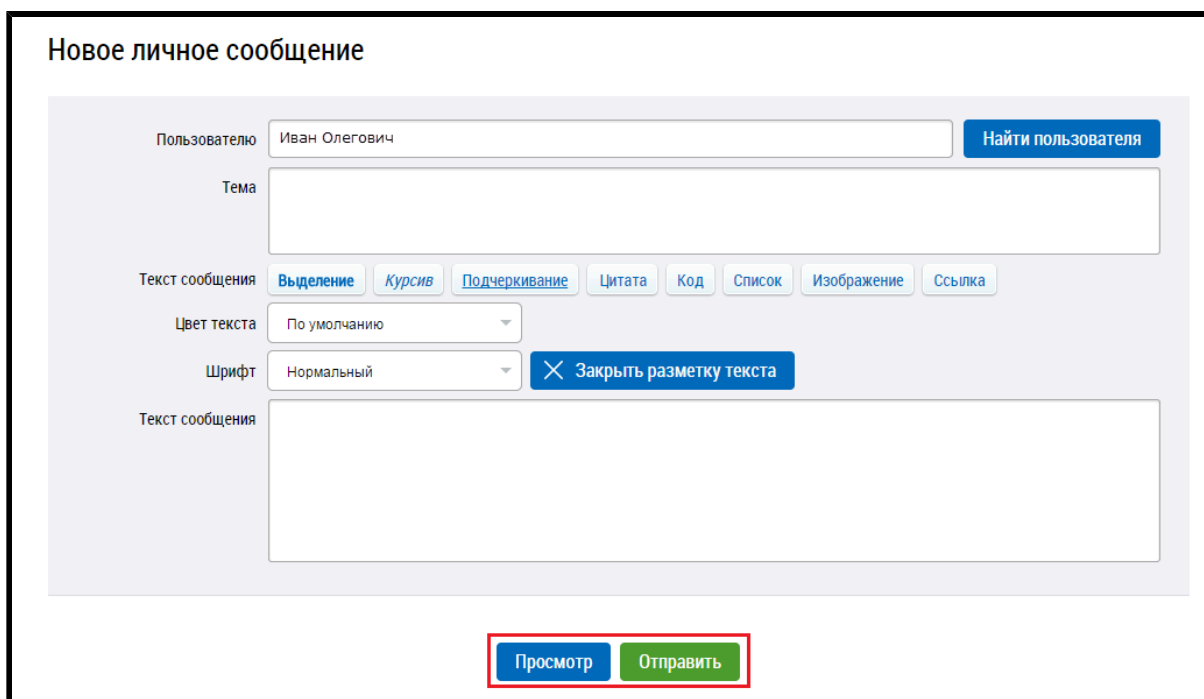 Новое личное сообщение
Пользователю Иван Олегович Найти пользователя
Тема
Текст сообщения Выделение Курсив Подчеркивание Цитата Код Список Изображение Ссылка
Цвет текста По умолчанию
Шрифт Нормальный Закрыть разметку текста
Текст сообщения
Просмотр Отправить